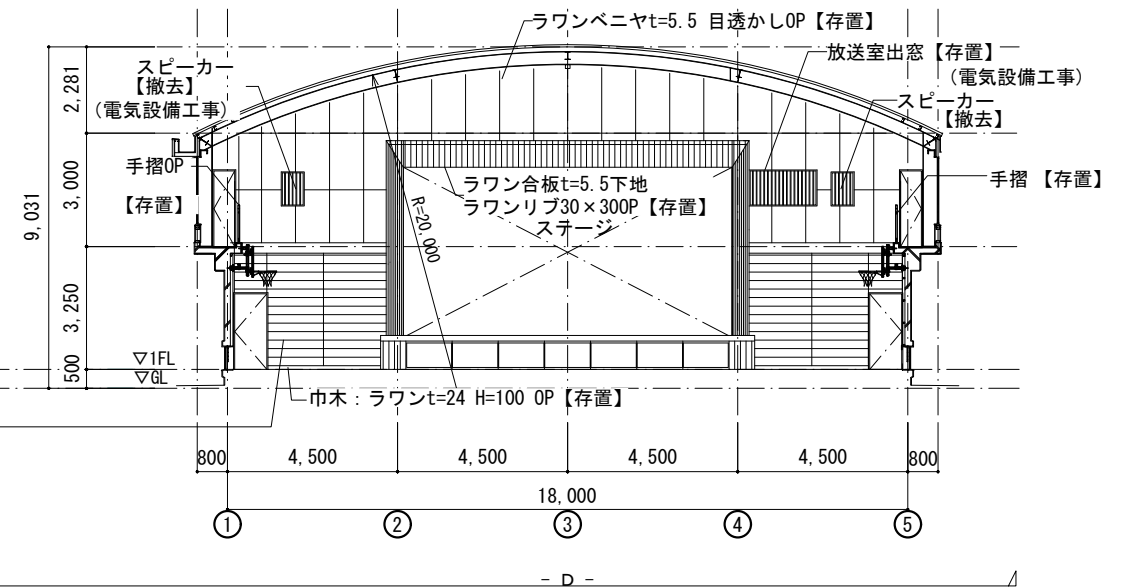 ラワンベニヤt=5.5 目透かしOP【存置】
放送室出窓【存置】
(電気設備工事)
スピーカー
【撤去】
(電気設備工事)
スピーカー
【撤去】
手摺OP
【存置】
手摺 【存置】
ラワン合板t=5.5下地
ラワンリブ30×300P【存置】
ステージ
R=20,000
2,281
3,000
9,031
3,250
500
▽1FL
▽GL
巾木：ラワンt=24 H=100 OP【存置】
800 4,500 4,500 4,500 4,500 800
18,000
1 2 3 4 5
- D -